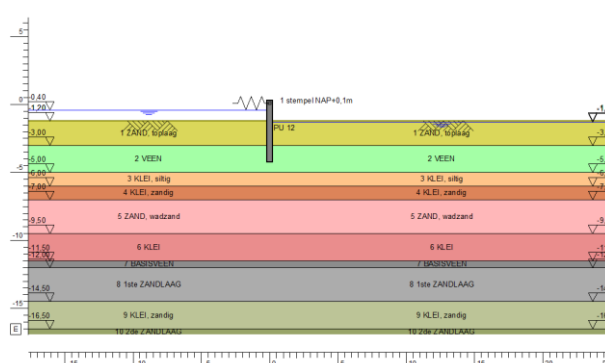 5
0
-5
-10
-15
-0,40
-1,20
-3,00
-5,00
-6,00
-7,00
-9,50
-11,50
-12,00
-14,50
-16,50
1 stempel NAP+0,1m
PU 12
1 ZAND, toplaag 1 ZAND, toplaag
2 VEEN 2 VEEN
3 KLEI, siltig 3 KLEI, siltig
4 KLEI, zandig 4 KLEI, zandig
5 ZAND, wadzand 5 ZAND, wadzand
6 KLEI 6 KLEI
7 BASISVEEN 7 BASISVEEN
8 1ste ZANDLAAG 8 1ste ZANDLAAG
9 KLEI, zandig 9 KLEI, zandig
10 2de ZANDLAAG 10 2de ZANDLAAG
E